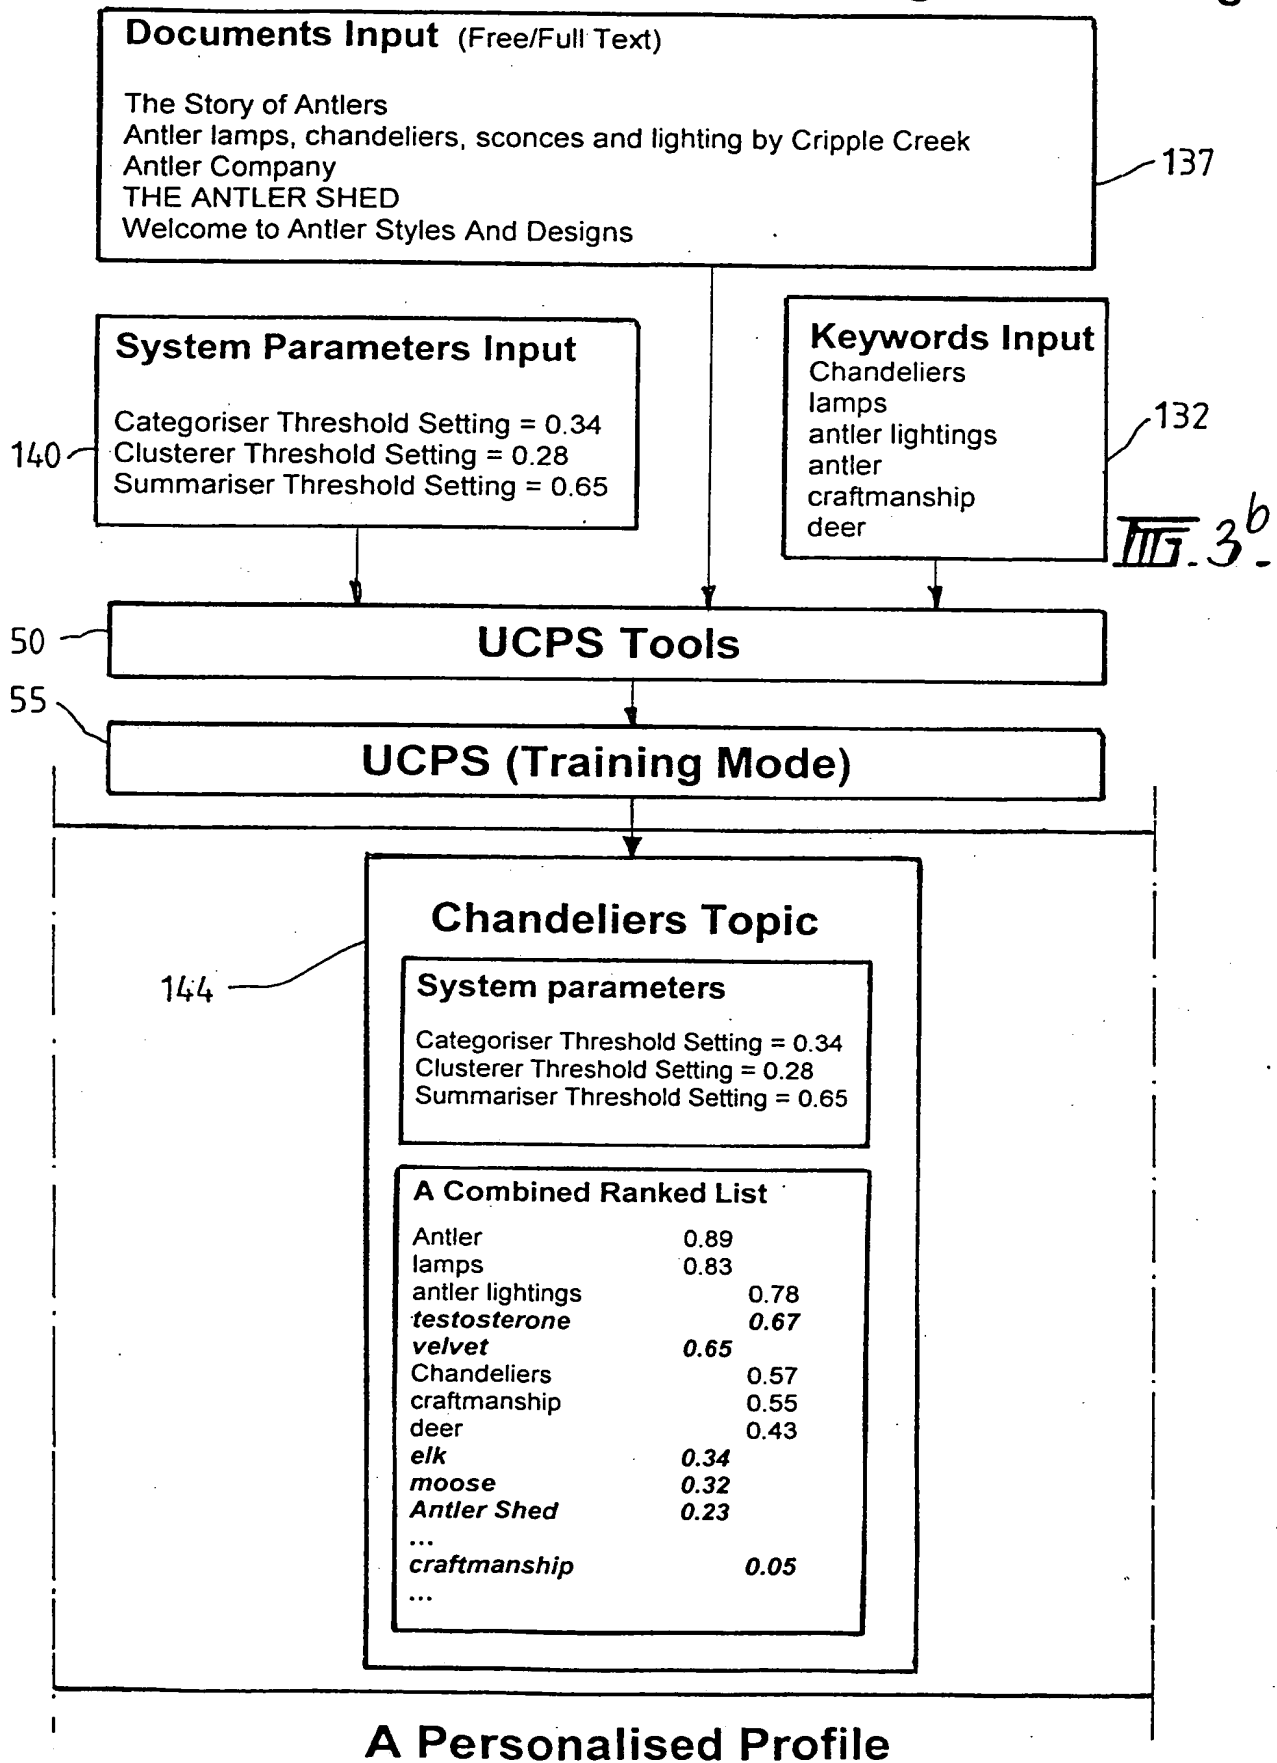 Documents Input (Free/Full Text)
The Story of Antlers
Antler lamps, chandeliers, sconces and lighting by Cripple Creek
Antler Company
THE ANTLER SHED
Welcome to Antler Styles And Designs
137
System Parameters Input
Categoriser Threshold Setting = 0.34
Clusterer Threshold Setting = 0.28
Summariser Threshold Setting = 0.65
140
Keywords Input
Chandeliers
lamps
antler lightings
antler
craftmanship
deer
132
FIG. 3b.
50
UCPS Tools
55
UCPS (Training Mode)
144
Chandeliers Topic
System parameters
Categoriser Threshold Setting = 0.34
Clusterer Threshold Setting = 0.28
Summariser Threshold Setting = 0.65
A Combined Ranked List
Antler 0.89
lamps 0.83
antler lightings 0.78
testosterone 0.67
velvet 0.65
Chandeliers 0.57
craftmanship 0.55
deer 0.43
elk 0.34
moose 0.32
Antler Shed 0.23
...
craftmanship 0.05
...
A Personalised Profile